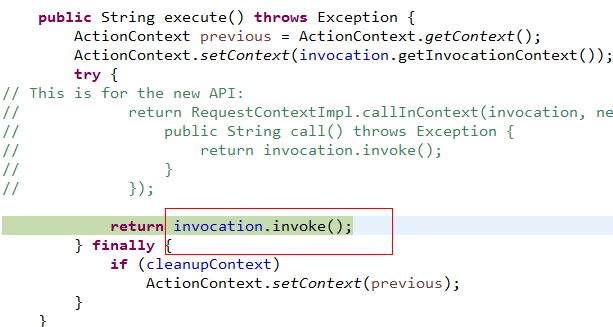 public String execute() throws Exception {
ActionContext previous = ActionContext.getContext();
ActionContext.setContext(invocation.getInvocationContext());
try {
// This is for the new API:
// return RequestContextImpl.callInContext(invocation, ne
// public String call() throws Exception {
// return invocation.invoke();
// }
// });
return invocation.invoke();
} finally {
if (cleanupContext)
ActionContext.setContext(previous);
}
}